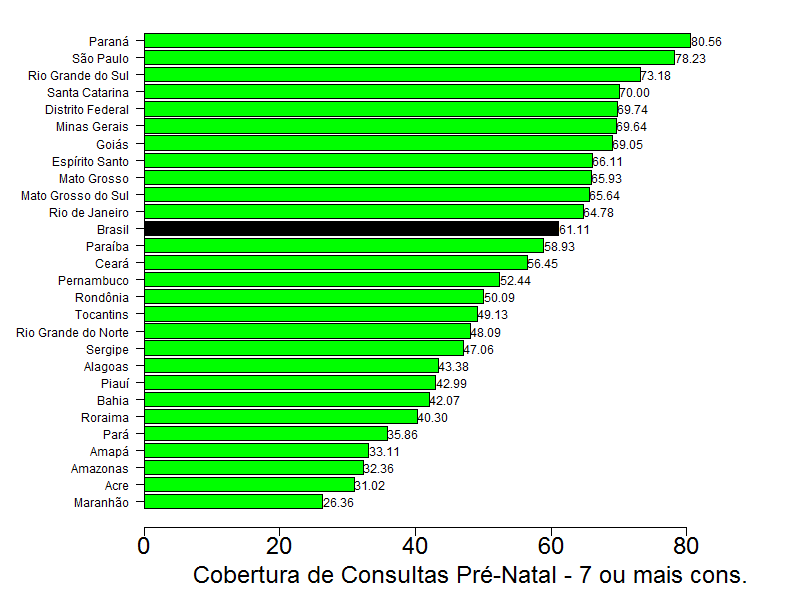 Paraná 80.56
São Paulo 78.23
Rio Grande do Sul 73.18
Santa Catarina 70.00
Distrito Federal 69.74
Minas Gerais 69.64
Goiás 69.05
Espírito Santo 66.11
Mato Grosso 65.93
Mato Grosso do Sul 65.64
Rio de Janeiro 64.78
Brasil 61.11
Paraíba 58.93
Ceará 56.45
Pernambuco 52.44
Rondônia 50.09
Tocantins 49.13
Rio Grande do Norte 48.09
Sergipe 47.06
Alagoas 43.38
Piauí 42.99
Bahia 42.07
Roraima 40.30
Pará 35.86
Amapá 33.11
Amazonas 32.36
Acre 31.02
Maranhão 26.36
0 20 40 60 80
Cobertura de Consultas Pré-Natal - 7 ou mais cons.